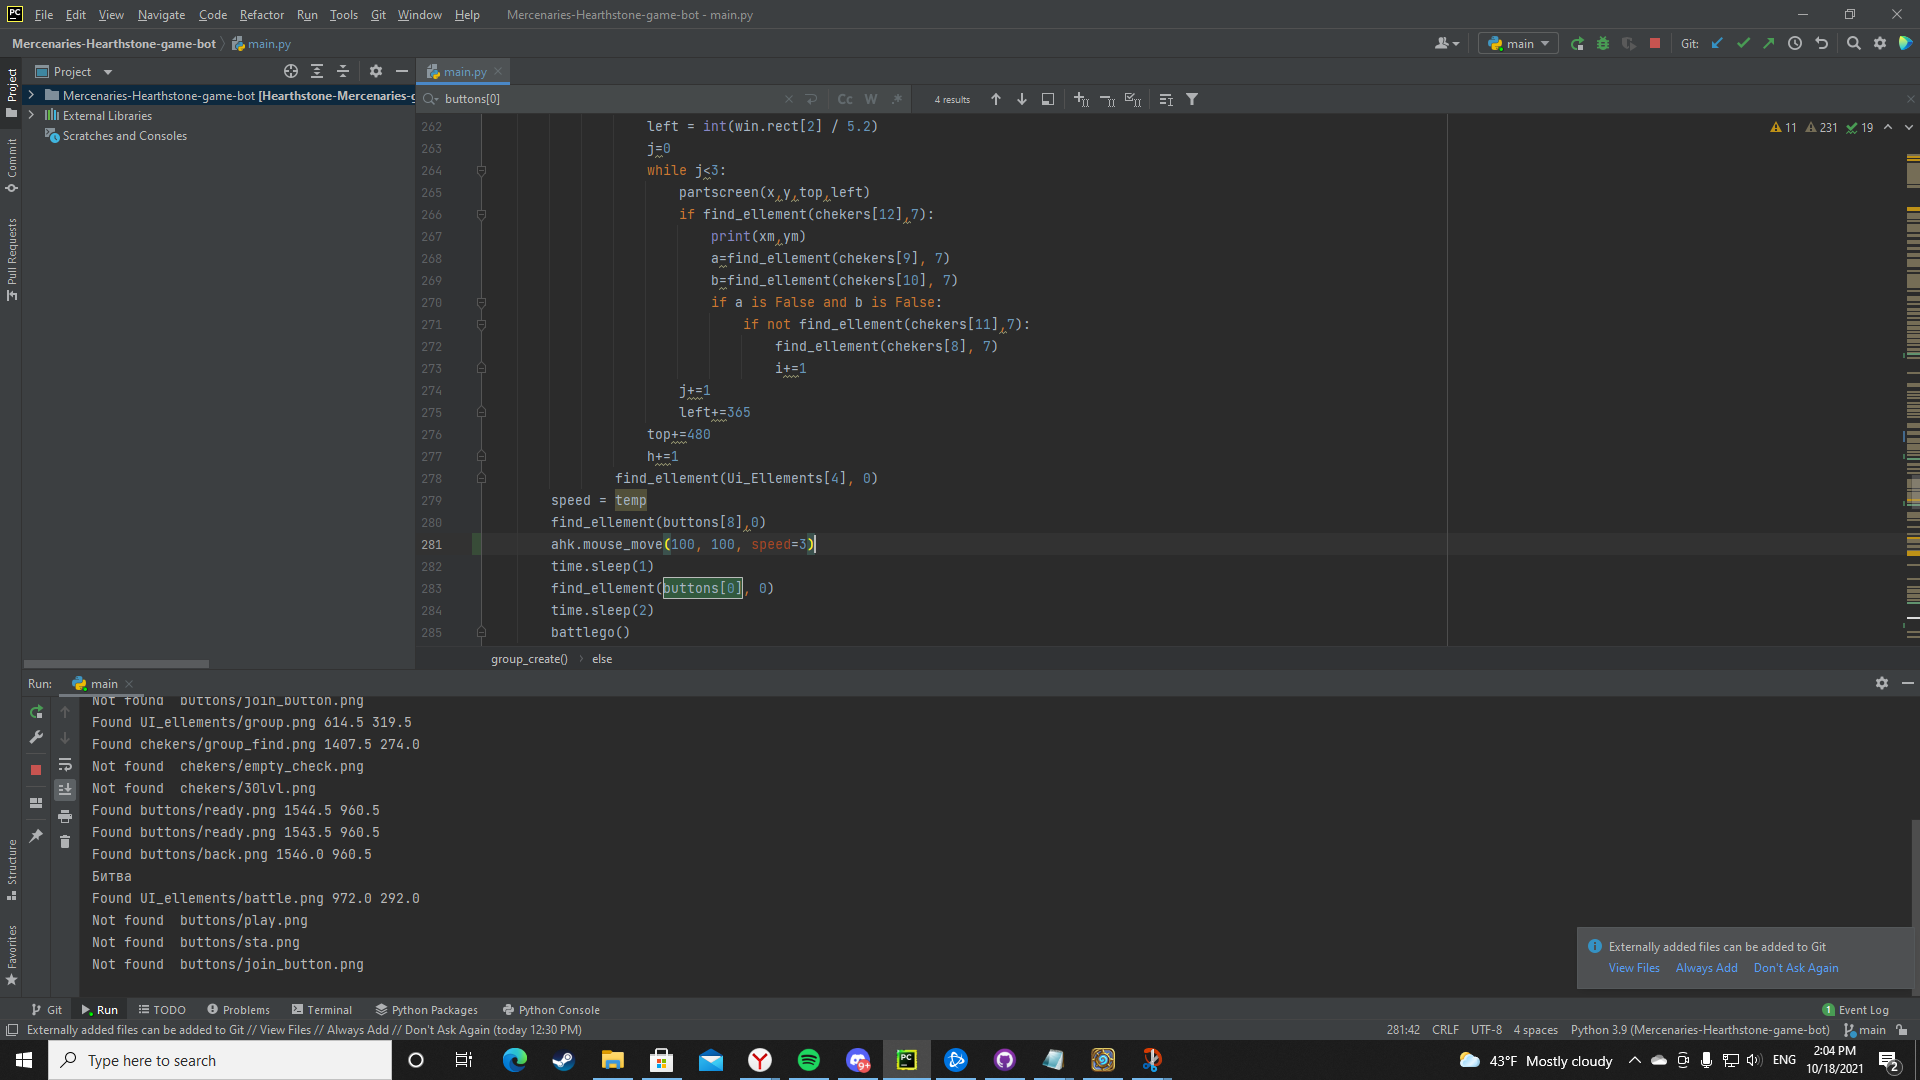 PC File Edit View Navigate Code Refactor Run Tools Git Window Help Mercenaries-Hearthstone-game-bot - main.py
Mercenaries-Hearthstone-game-bot main.py main Git:
Project main.py
Project
Mercenaries-Hearthstone-game-bot [Hearthstone-Mercenaries-g
External Libraries
Scratches and Consoles
Commit
Pull Requests
Structure
Favorites
buttons[0] Cc W .* 4 results
11 231 19
262 left = int(win.rect[2] / 5.2)
263 j=0
264 while j<3:
265 partscreen(x,y,top,left)
266 if find_ellement(chekers[12],7):
267 print(xm,ym)
268 a=find_ellement(chekers[9], 7)
269 b=find_ellement(chekers[10], 7)
270 if a is False and b is False:
271 if not find_ellement(chekers[11],7):
272 find_ellement(chekers[8], 7)
273 i+=1
274 j+=1
275 left+=365
276 top+=480
277 h+=1
278 find_ellement(Ui_Ellements[4], 0)
279 speed = temp
280 find_ellement(buttons[8],0)
281 ahk.mouse_move(100, 100, speed=3)
282 time.sleep(1)
283 find_ellement(buttons[0], 0)
284 time.sleep(2)
285 battlego()
group_create() else
Run: main
Not found  buttons/join_button.png
Found UI_ellements/group.png 614.5 319.5
Found chekers/group_find.png 1407.5 274.0
Not found  chekers/empty_check.png
Not found  chekers/30lvl.png
Found buttons/ready.png 1544.5 960.5
Found buttons/ready.png 1543.5 960.5
Found buttons/back.png 1546.0 960.5
Битва
Found UI_ellements/battle.png 972.0 292.0
Not found  buttons/play.png
Not found  buttons/sta.png
Not found  buttons/join_button.png
Externally added files can be added to Git
View Files Always Add Don't Ask Again
Git Run TODO Problems Terminal Python Packages Python Console 1 Event Log
Externally added files can be added to Git // View Files // Always Add // Don't Ask Again (today 12:30 PM) 281:42 CRLF UTF-8 4 spaces Python 3.9 (Mercenaries-Hearthstone-game-bot) main
Type here to search 9+ PC 43°F Mostly cloudy ENG 2:04 PM
10/18/2021 2